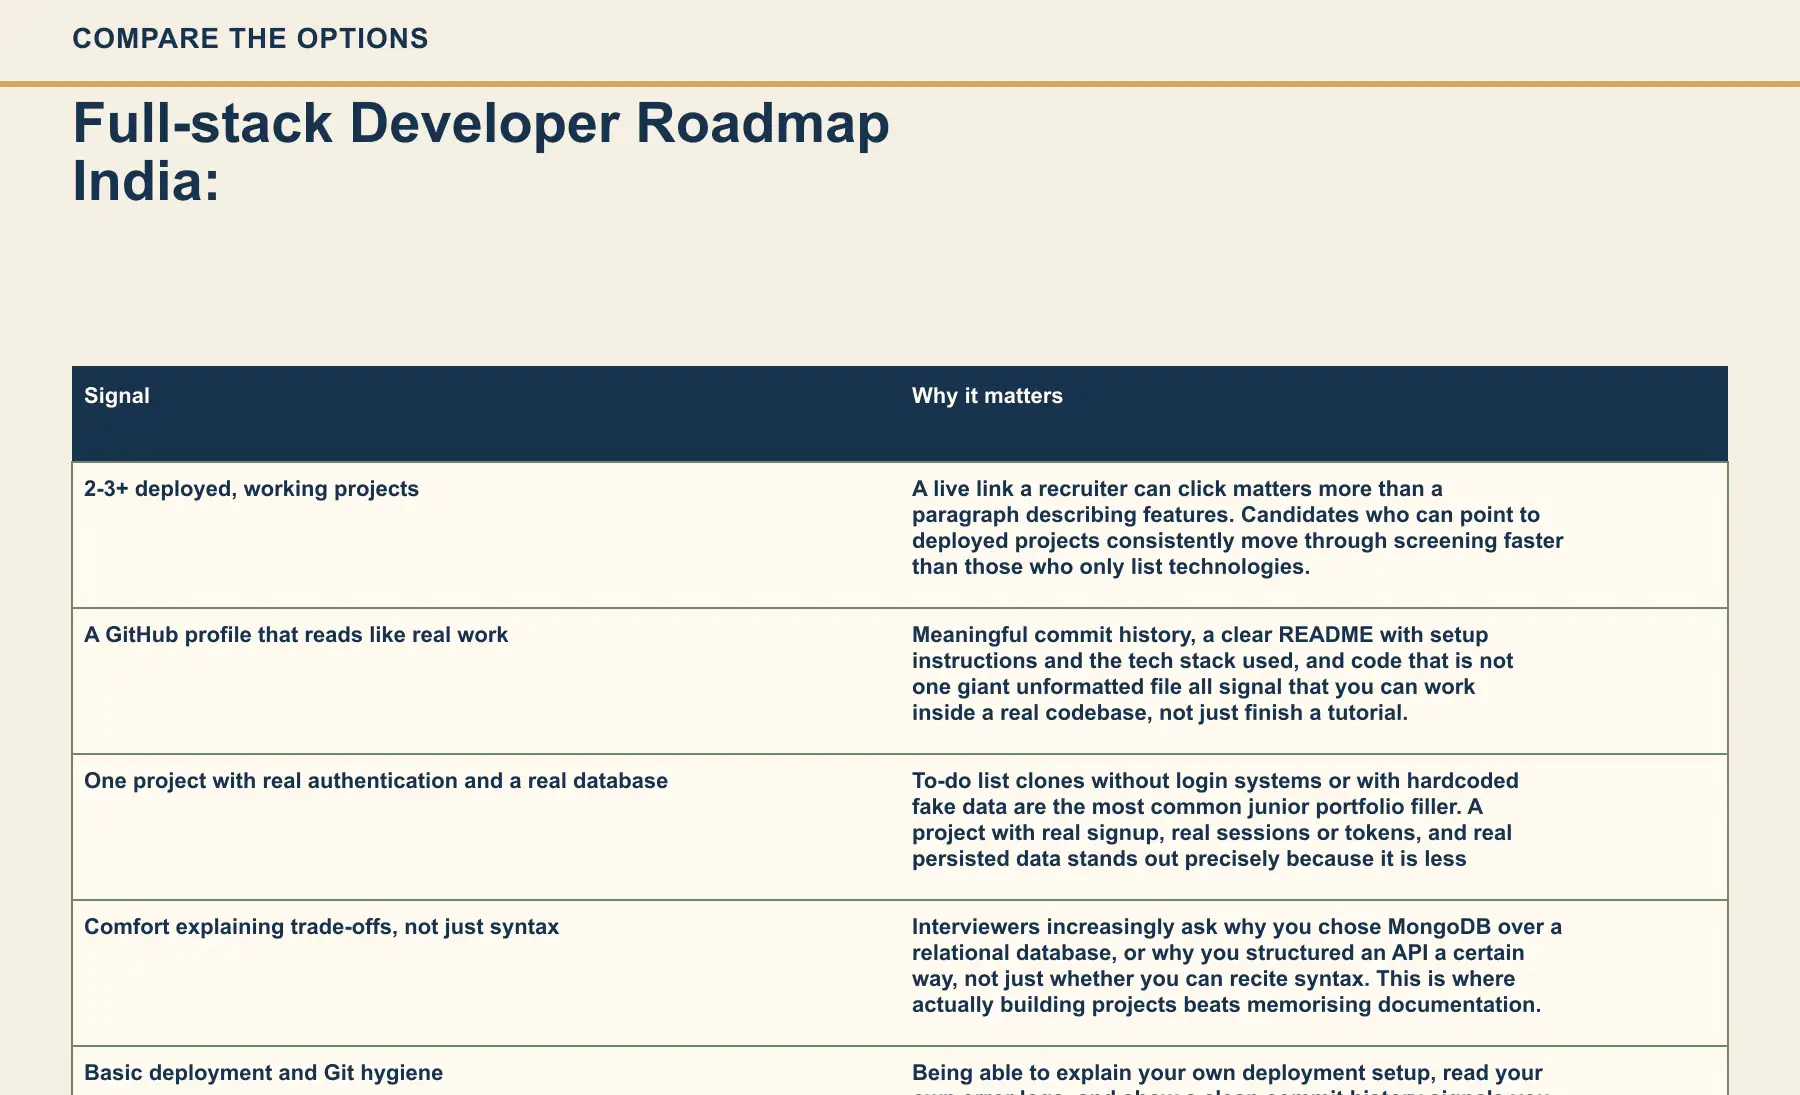 COMPARE THE OPTIONS
Full-stack Developer Roadmap
India:
Signal
Why it matters
2-3+ deployed, working projects
A live link a recruiter can click matters more than a
paragraph describing features. Candidates who can point to
deployed projects consistently move through screening faster
than those who only list technologies.
A GitHub profile that reads like real work
Meaningful commit history, a clear README with setup
instructions and the tech stack used, and code that is not
one giant unformatted file all signal that you can work
inside a real codebase, not just finish a tutorial.
One project with real authentication and a real database
To-do list clones without login systems or with hardcoded
fake data are the most common junior portfolio filler. A
project with real signup, real sessions or tokens, and real
persisted data stands out precisely because it is less
Comfort explaining trade-offs, not just syntax
Interviewers increasingly ask why you chose MongoDB over a
relational database, or why you structured an API a certain
way, not just whether you can recite syntax. This is where
actually building projects beats memorising documentation.
Basic deployment and Git hygiene
Being able to explain your own deployment setup, read your
own error logs, and show a clean commit history signals you